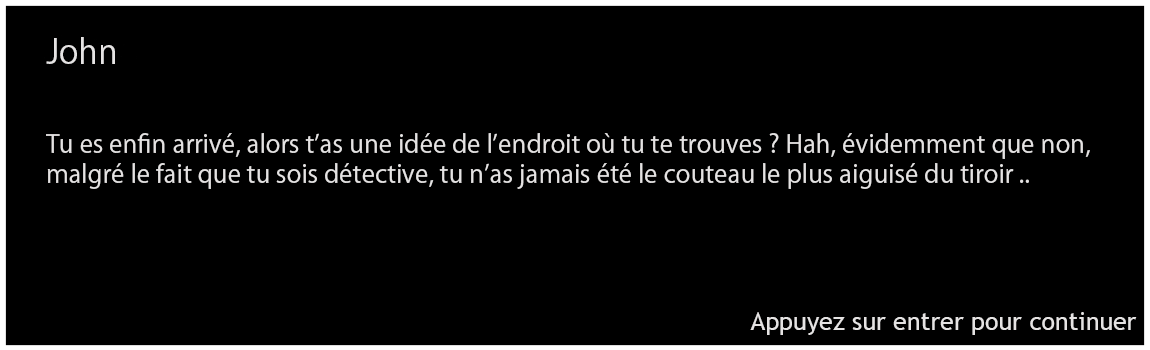 John
Tu es enfin arrivé, alors t’as une idée de l’endroit où tu te trouves ? Hah, évidemment que non,
malgré le fait que tu sois détective, tu n’as jamais été le couteau le plus aiguisé du tiroir ..
Appuyez sur entrer pour continuer